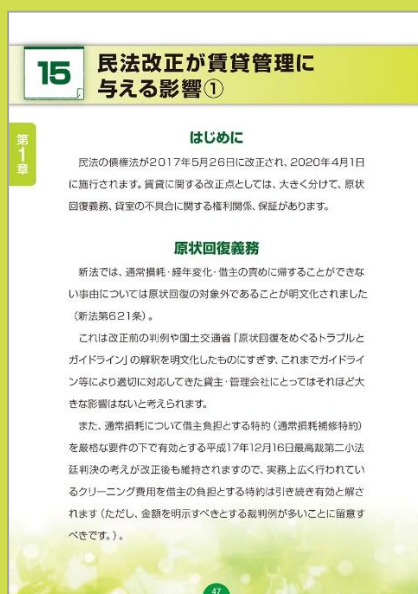 15
民法改正が賃貸管理に
与える影響①
第1章
はじめに
民法の債権法が2017年5月26日に改正され、2020年4月1日
に施行されます。賃貸に関する改正点としては、大きく分けて、原状
回復義務、貸室の不具合に関する権利関係、保証があります。
原状回復義務
新法では、通常損耗・経年変化・借主の責めに帰することができな
い事由については原状回復の対象外であることが明文化されました
(新法第621条)。
これは改正前の判例や国土交通省「原状回復をめぐるトラブルと
ガイドライン」の解釈を明文化したものにすぎず、これまでガイドライ
ン等により適切に対応してきた貸主・管理会社にとってはそれほど大
きな影響はないと考えられます。
また、通常損耗について借主負担とする特約(通常損耗補修特約)
を厳格な要件の下で有効とする平成17年12月16日最高裁第二小法
廷判決の考えが改正後も維持されますので、実務上広く行われてい
るクリーニング費用を借主の負担とする特約は引き続き有効と解さ
れます(ただし、金額を明示すべきとする裁判例が多いことに留意す
べきです。)。
47